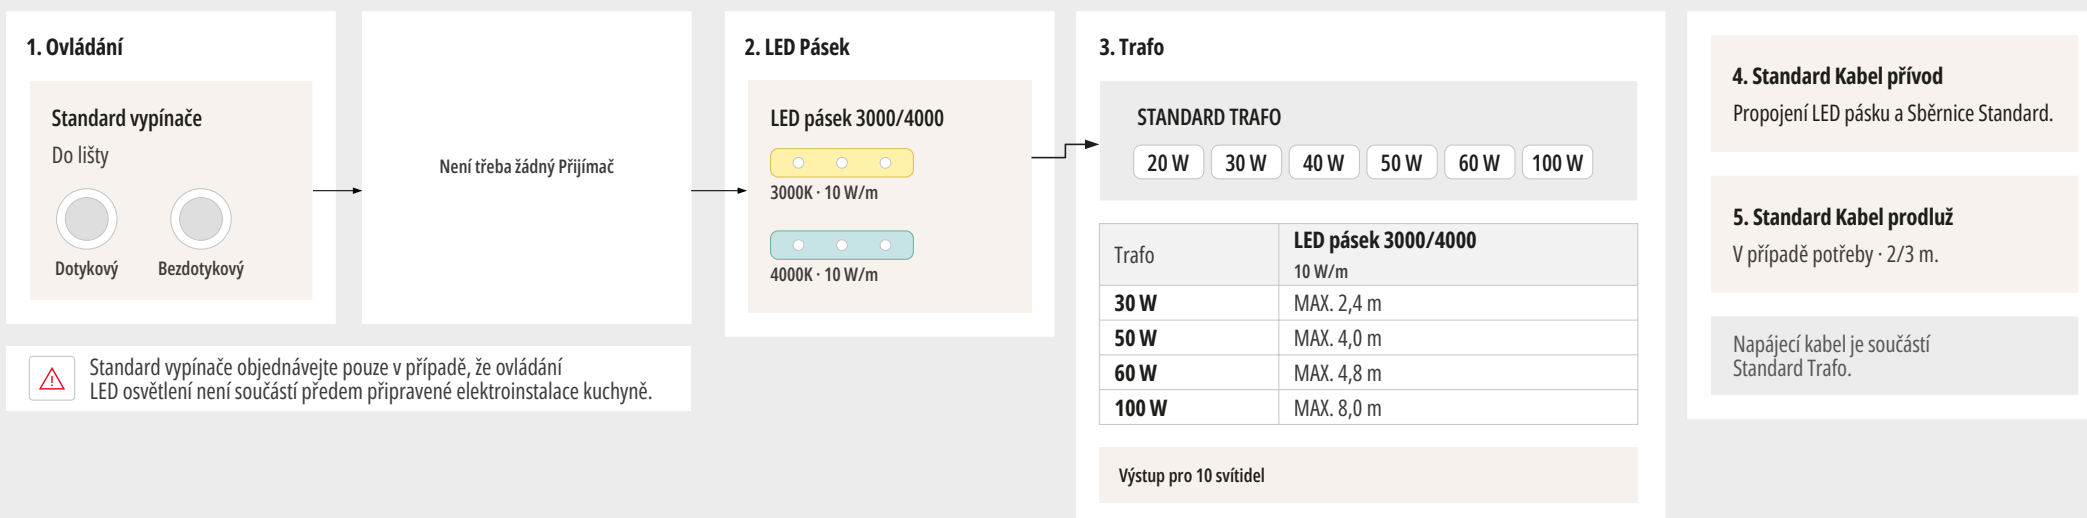 1. Ovládání
Standard vypínače
Do lišty
Dotykový
Bezdotykový
Není třeba žádný Přijímač
Standard vypínače objednávejte pouze v případě, že ovládání
LED osvětlení není součástí předem připravené elektroinstalace kuchyně.
2. LED Pásek
LED pásek 3000/4000
3000K · 10 W/m
4000K · 10 W/m
3. Trafo
STANDARD TRAFO
20 W 30 W 40 W 50 W 60 W 100 W
Trafo
LED pásek 3000/4000
10 W/m
30 W MAX. 2,4 m
50 W MAX. 4,0 m
60 W MAX. 4,8 m
100 W MAX. 8,0 m
Výstup pro 10 svítidel
4. Standard Kabel přívod
Propojení LED pásku a Sběrnice Standard.
5. Standard Kabel prodluž
V případě potřeby · 2/3 m.
Napájecí kabel je součástí
Standard Trafo.